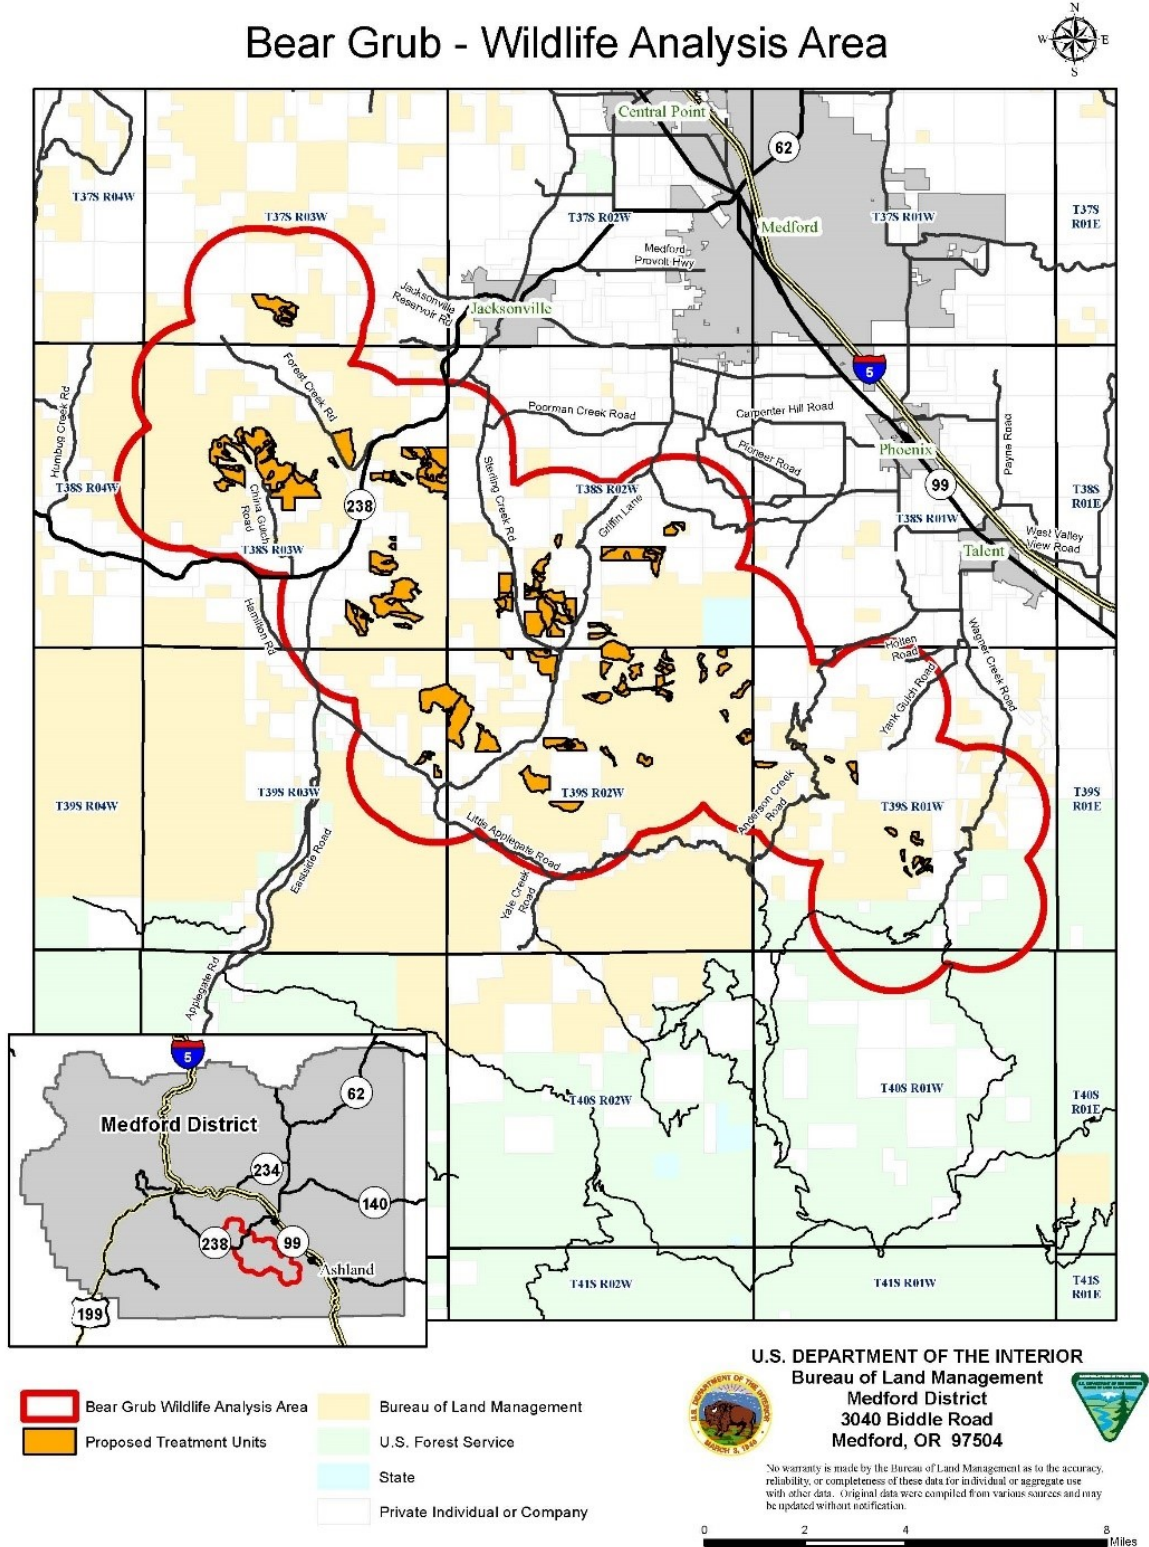 Bear Grub - Wildlife Analysis Area
N
W
E
S
Central Point
62
T37S R04W
T37S R03W
T37S R02W
T37S R01W
T37S
R01E
Medford
Medford
Provolt Hwy
Jacksonville
Reservoir Rd
Jacksonville
5
Forest Creek Rd
Humbug Creek Rd
Poorman Creek Road
Carpenter Hill Road
Pioneer Road
Payne Road
Phoenix
99
Sterling Creek Rd
T38S R04W
China Gulch
Road
238
T38S R02W
Griffin Lane
T38S R01W
T38S
R01E
West Valley
View Road
Talent
T38S R03W
Hamilton Rd
Holten
Road
Wagner Creek Road
Yank Gulch Road
T39S R04W
T39S R03W
T39S R02W
T39S R01W
T39S
R01E
Anderson Creek
Road
Little Applegate Road
Eastside Road
Yale Creek
Road
Applegate Rd
T40S R02W
T40S R01W
T40S
R01E
T41S R02W
T41S R01W
T41S
R01E
5
62
Medford District
234
140
238
99
Ashland
199
Bear Grub Wildlife Analysis Area
Proposed Treatment Units
Bureau of Land Management
U.S. Forest Service
State
Private Individual or Company
U.S. DEPARTMENT OF THE INTERIOR
Bureau of Land Management
Medford District
3040 Biddle Road
Medford, OR 97504
U.S. DEPARTMENT OF THE INTERIOR
MARCH 3, 1849
No warranty is made by the Bureau of Land Management as to the accuracy,
reliability, or completeness of these data for individual or aggregate use
with other data. Original data were compiled from various sources and may
be updated without notification.
0 2 4 8
Miles